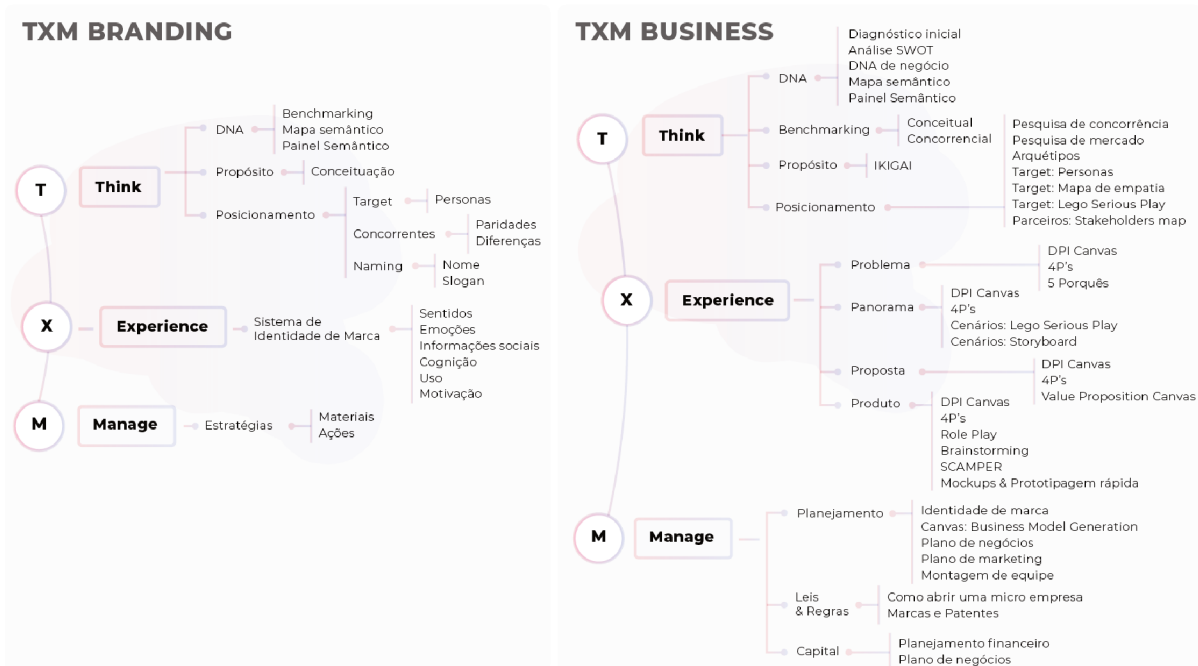 TXM BRANDING
T
Think
DNA
Benchmarking
Mapa semântico
Painel Semântico
Propósito
Conceituação
Posicionamento
Target
Personas
Concorrentes
Paridades
Diferenças
Naming
Nome
Slogan
X
Experience
Sistema de
Identidade de Marca
Sentidos
Emoções
Informações sociais
Cognição
Uso
Motivação
M
Manage
Estratégias
Materiais
Ações
TXM BUSINESS
T
Think
DNA
Diagnóstico inicial
Análise SWOT
DNA de negócio
Mapa semântico
Painel Semântico
Benchmarking
Conceitual
Concorrencial
Propósito
IKIGAI
Posicionamento
Pesquisa de concorrência
Pesquisa de mercado
Arquétipos
Target: Personas
Target: Mapa de empatia
Target: Lego Serious Play
Parceiros: Stakeholders map
X
Experience
Problema
DPI Canvas
4P's
5 Porquês
Panorama
DPI Canvas
4P's
Cenários: Lego Serious Play
Cenários: Storyboard
Proposta
DPI Canvas
4P's
Value Proposition Canvas
Produto
DPI Canvas
4P's
Role Play
Brainstorming
SCAMPER
Mockups & Prototipagem rápida
M
Manage
Planejamento
Identidade de marca
Canvas: Business Model Generation
Plano de negócios
Plano de marketing
Montagem de equipe
Leis
& Regras
Como abrir uma micro empresa
Marcas e Patentes
Capital
Planejamento financeiro
Plano de negócios